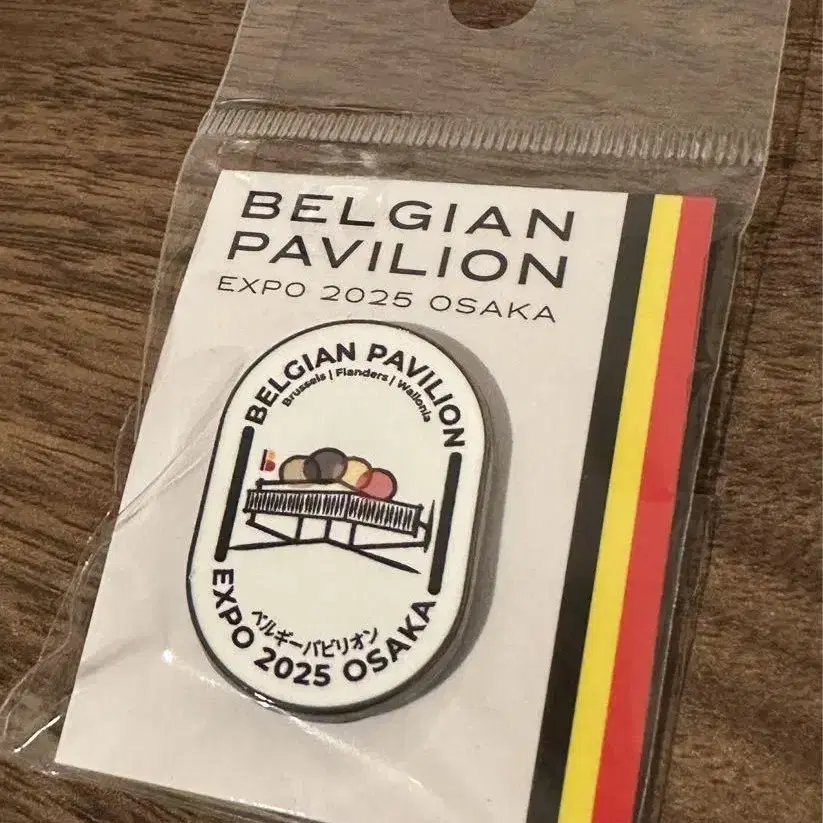 BELGIAN
PAVILION
EXPO 2025 OSAKA
BELGIAN PAVILION
Brussels | Flanders | Wallonia
B
ベルギーパビリオン
EXPO 2025 OSAKA